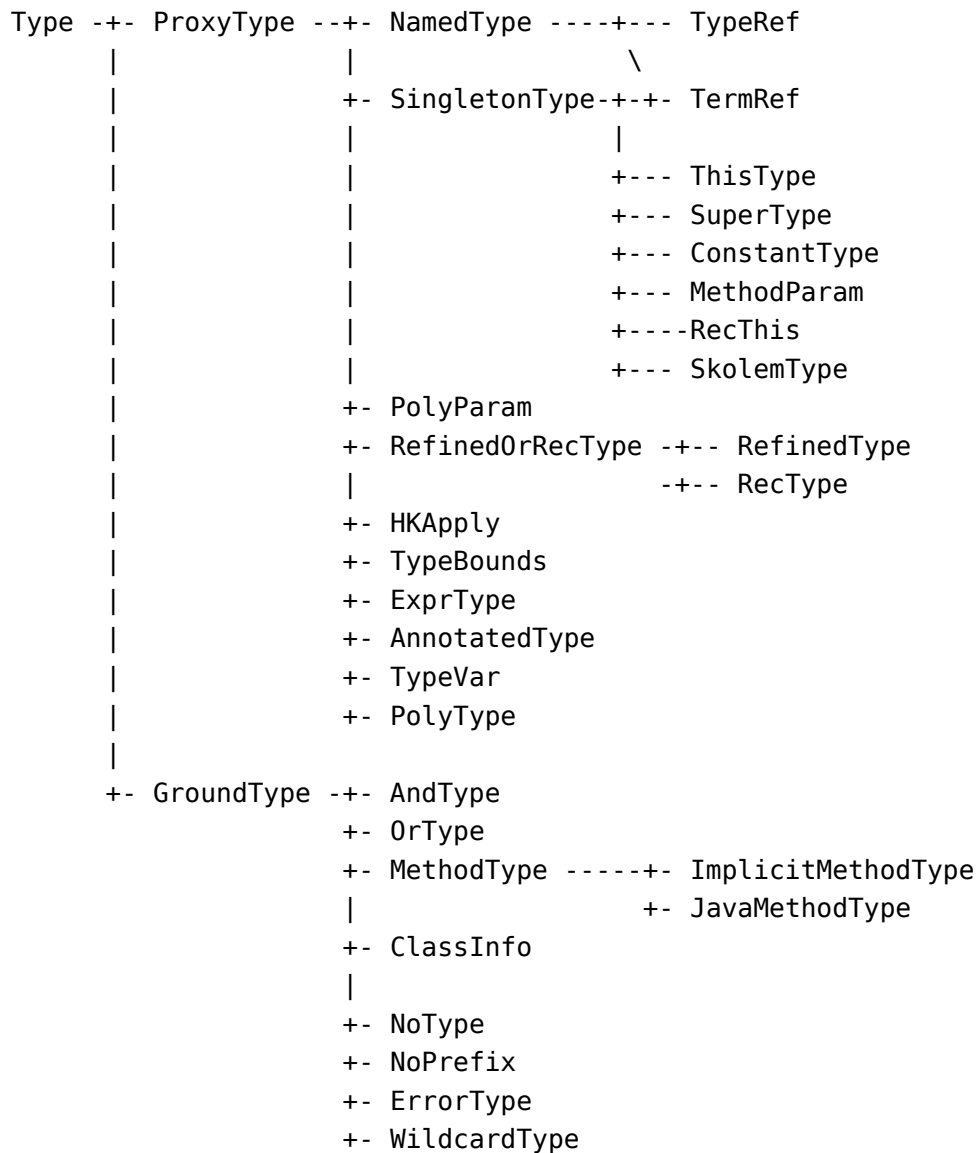 Type -+- ProxyType --+- NamedType ----+--- TypeRef
      |              |                 \
      |              +- SingletonType-+-+- TermRef
      |              |                |
      |              |                +--- ThisType
      |              |                +--- SuperType
      |              |                +--- ConstantType
      |              |                +--- MethodParam
      |              |                +----RecThis
      |              |                +--- SkolemType
      |              +- PolyParam
      |              +- RefinedOrRecType -+-- RefinedType
      |              |                   -+-- RecType
      |              +- HKApply
      |              +- TypeBounds
      |              +- ExprType
      |              +- AnnotatedType
      |              +- TypeVar
      |              +- PolyType
      |
      +- GroundType -+- AndType
                     +- OrType
                     +- MethodType -----+- ImplicitMethodType
                     |                  +- JavaMethodType
                     +- ClassInfo
                     |
                     +- NoType
                     +- NoPrefix
                     +- ErrorType
                     +- WildcardType